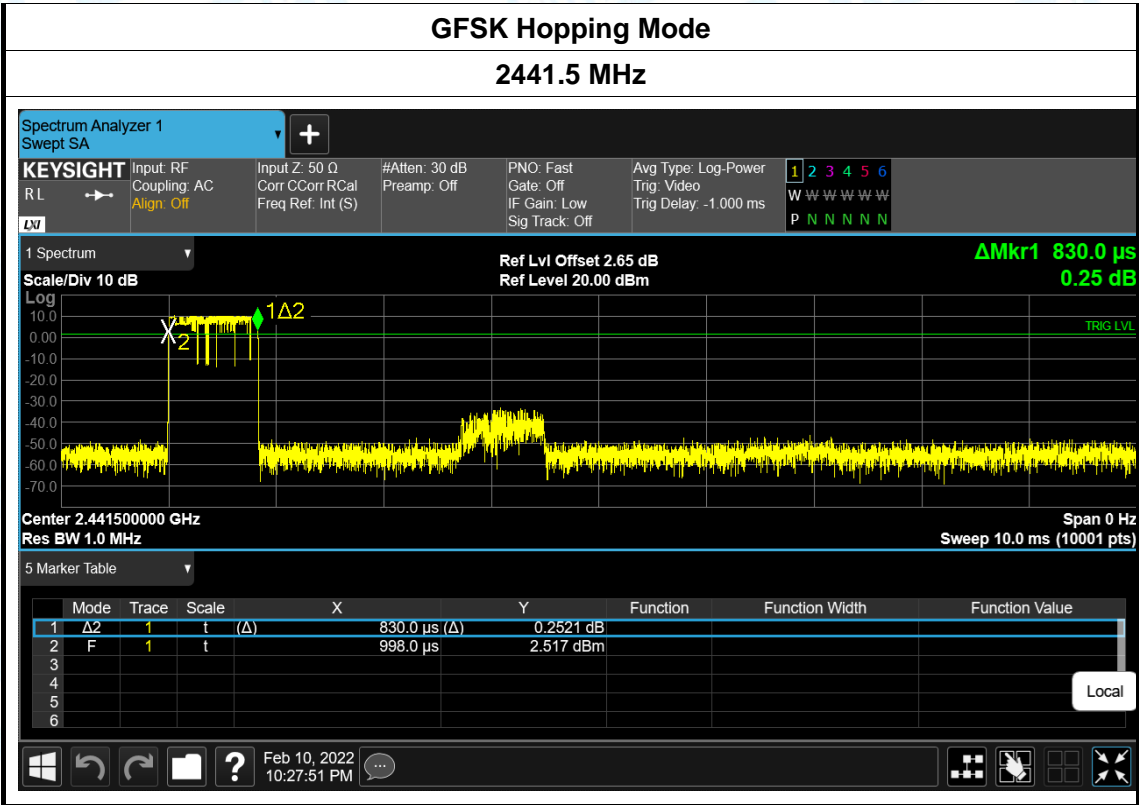 GFSK Hopping Mode
2441.5 MHz
Spectrum Analyzer 1
Swept SA
+
KEYSIGHT Input: RF Input Z: 50 Ω #Atten: 30 dB PNO: Fast Avg Type: Log-Power 1 2 3 4 5 6
R L Coupling: AC Corr CCorr RCal Preamp: Off Gate: Off Trig: Video W W W W W W
Align: Off Freq Ref: Int (S) IF Gain: Low Trig Delay: -1.000 ms
LXI Sig Track: Off P N N N N N
1 Spectrum Ref Lvl Offset 2.65 dB ΔMkr1 830.0 µs
Scale/Div 10 dB Ref Level 20.00 dBm 0.25 dB
Log
10.0 1Δ2
TRIG LVL
0.00 2
-10.0
-20.0
-30.0
-40.0
-50.0
-60.0
-70.0
Center 2.441500000 GHz Span 0 Hz
Res BW 1.0 MHz Sweep 10.0 ms (10001 pts)
5 Marker Table
Mode Trace Scale X Y Function Function Width Function Value
1 Δ2 1 t (Δ) 830.0 µs (Δ) 0.2521 dB
2 F 1 t 998.0 µs 2.517 dBm
3
4
5
6
Local
? Feb 10, 2022
10:27:51 PM